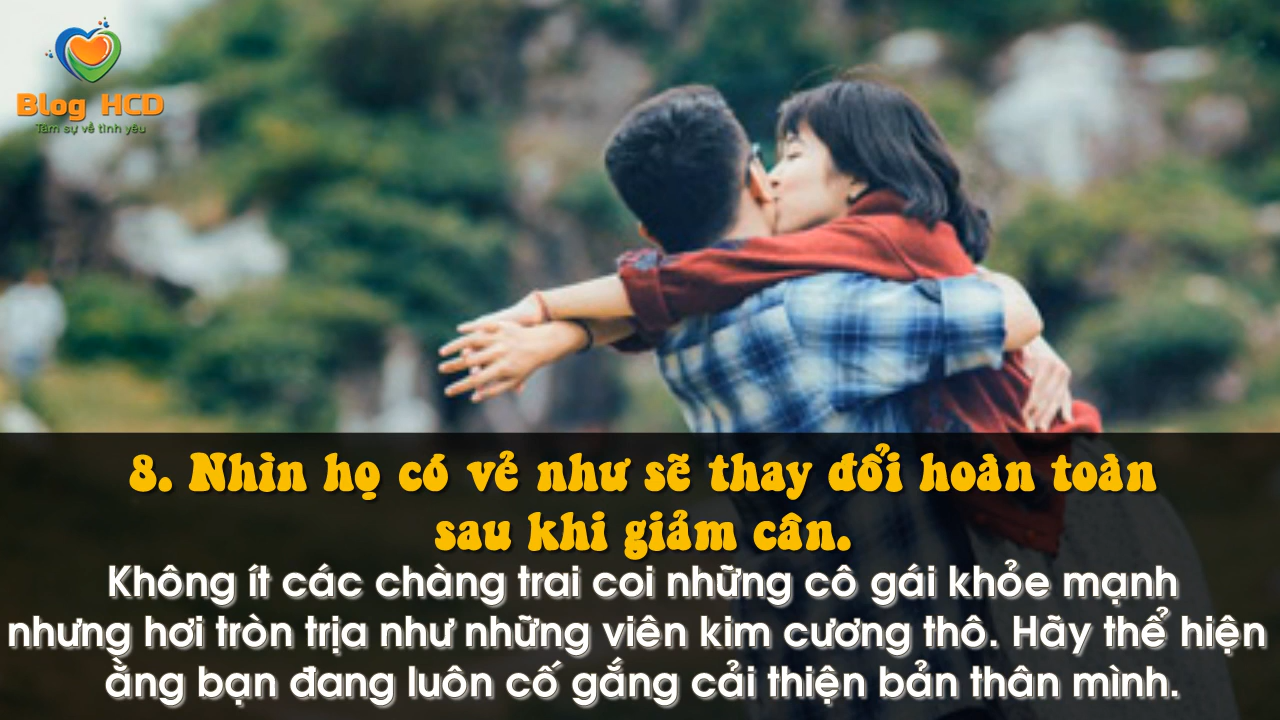 Blog HCD
Tâm sự về tình yêu
8. Nhìn họ có vẻ như sẽ thay đổi hoàn toàn
sau khi giảm cân.
Không ít các chàng trai coi những cô gái khỏe mạnh
nhưng hơi tròn trịa như những viên kim cương thô. Hãy thể hiện
ằng bạn đang luôn cố gắng cải thiện bản thân mình.